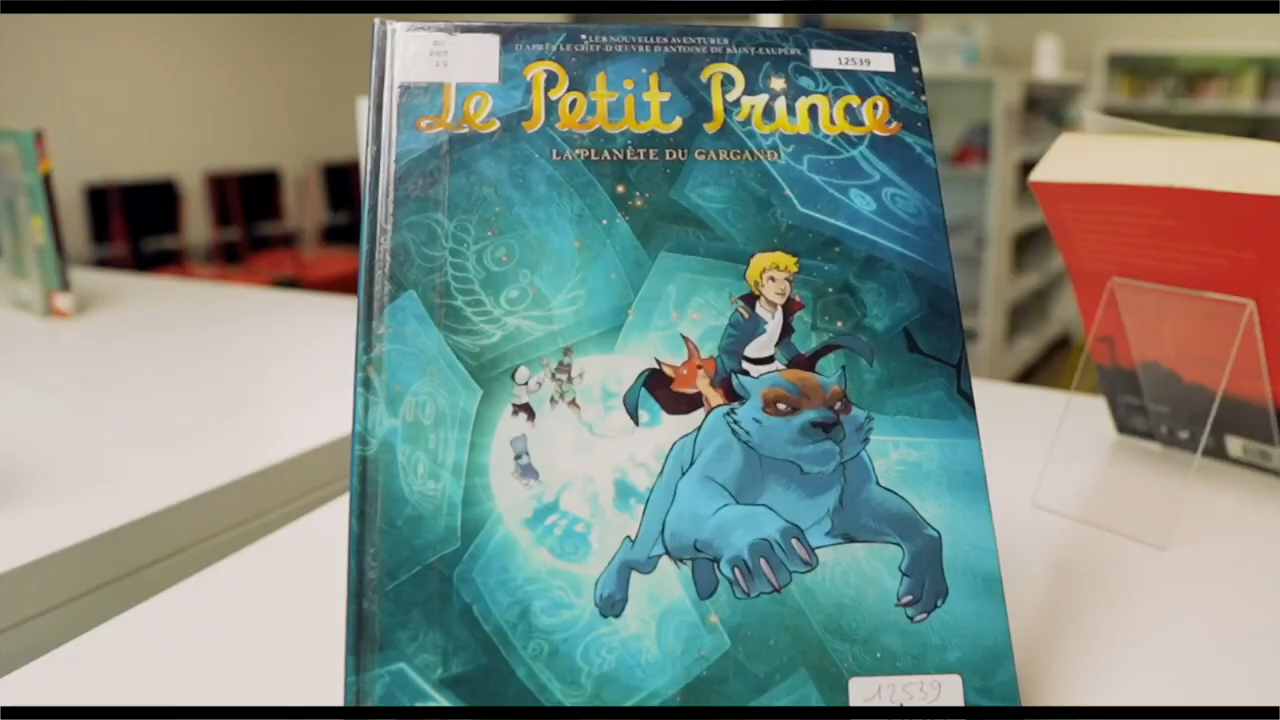 LES NOUVELLES AVENTURES
D'APRÈS LE CHEF-D'ŒUVRE D'ANTOINE DE SAINT-EXUPÉRY
12539
Le Petit Prince
LA PLANÈTE DU GARGAND
12539